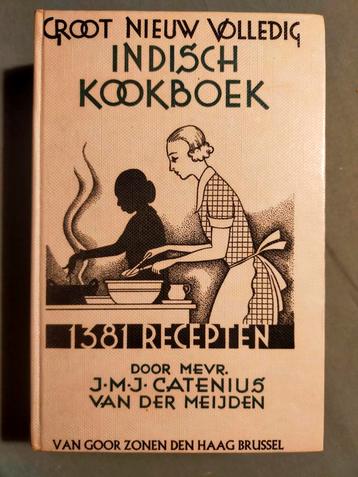 GROOT NIEUW VOLLEDIG
INDISCH
KOOKBOEK
1381 RECEPTEN
DOOR MEVR.
J·M·J· CATENIUS
VAN DER MEIJDEN
VAN GOOR ZONEN DEN HAAG BRUSSEL